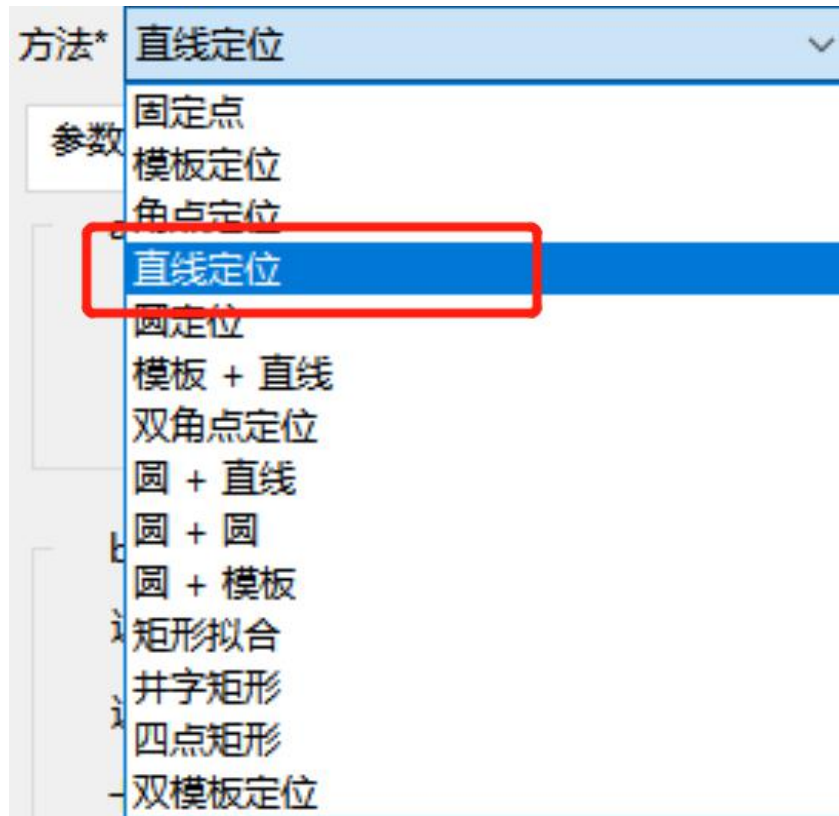 方法* 直线定位
参数
固定点
模板定位
角点定位
直线定位
圆定位
模板 + 直线
双角点定位
圆 + 直线
圆 + 圆
圆 + 模板
矩形拟合
井字矩形
四点矩形
双模板定位